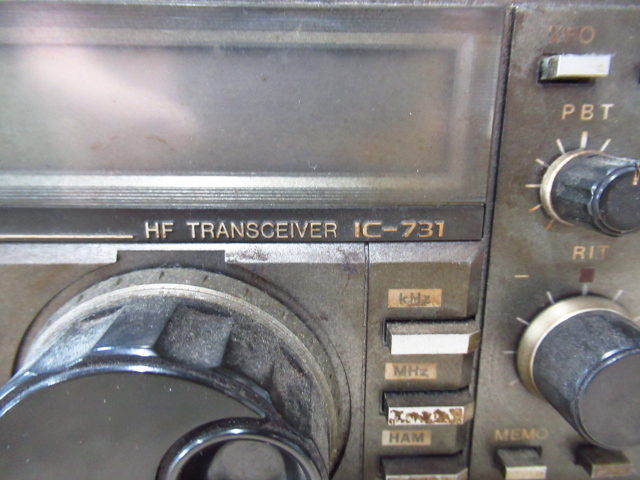 VFO
PBT
HF TRANSCEIVER IC-731
RIT
kHz
MHz
HAM
MEMO